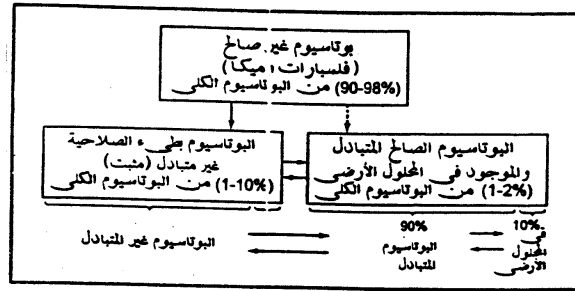 بوتاسيوم غير صالح
(فلسبارات، ميكا)
(90-98%) من البوتاسيوم الكلى
البوتاسيوم الصالح المتبادل
والموجود فى المحلول الأرضى
(1-2%) من البوتاسيوم الكلى
البوتاسيوم بطىء الصلاحية
غير متبادل (مثبت)
(1-10%) من البوتاسيوم الكلى
10%
فى
المحلول
الأرضى
90%
البوتاسيوم
المتبادل
البوتاسيوم غير المتبادل